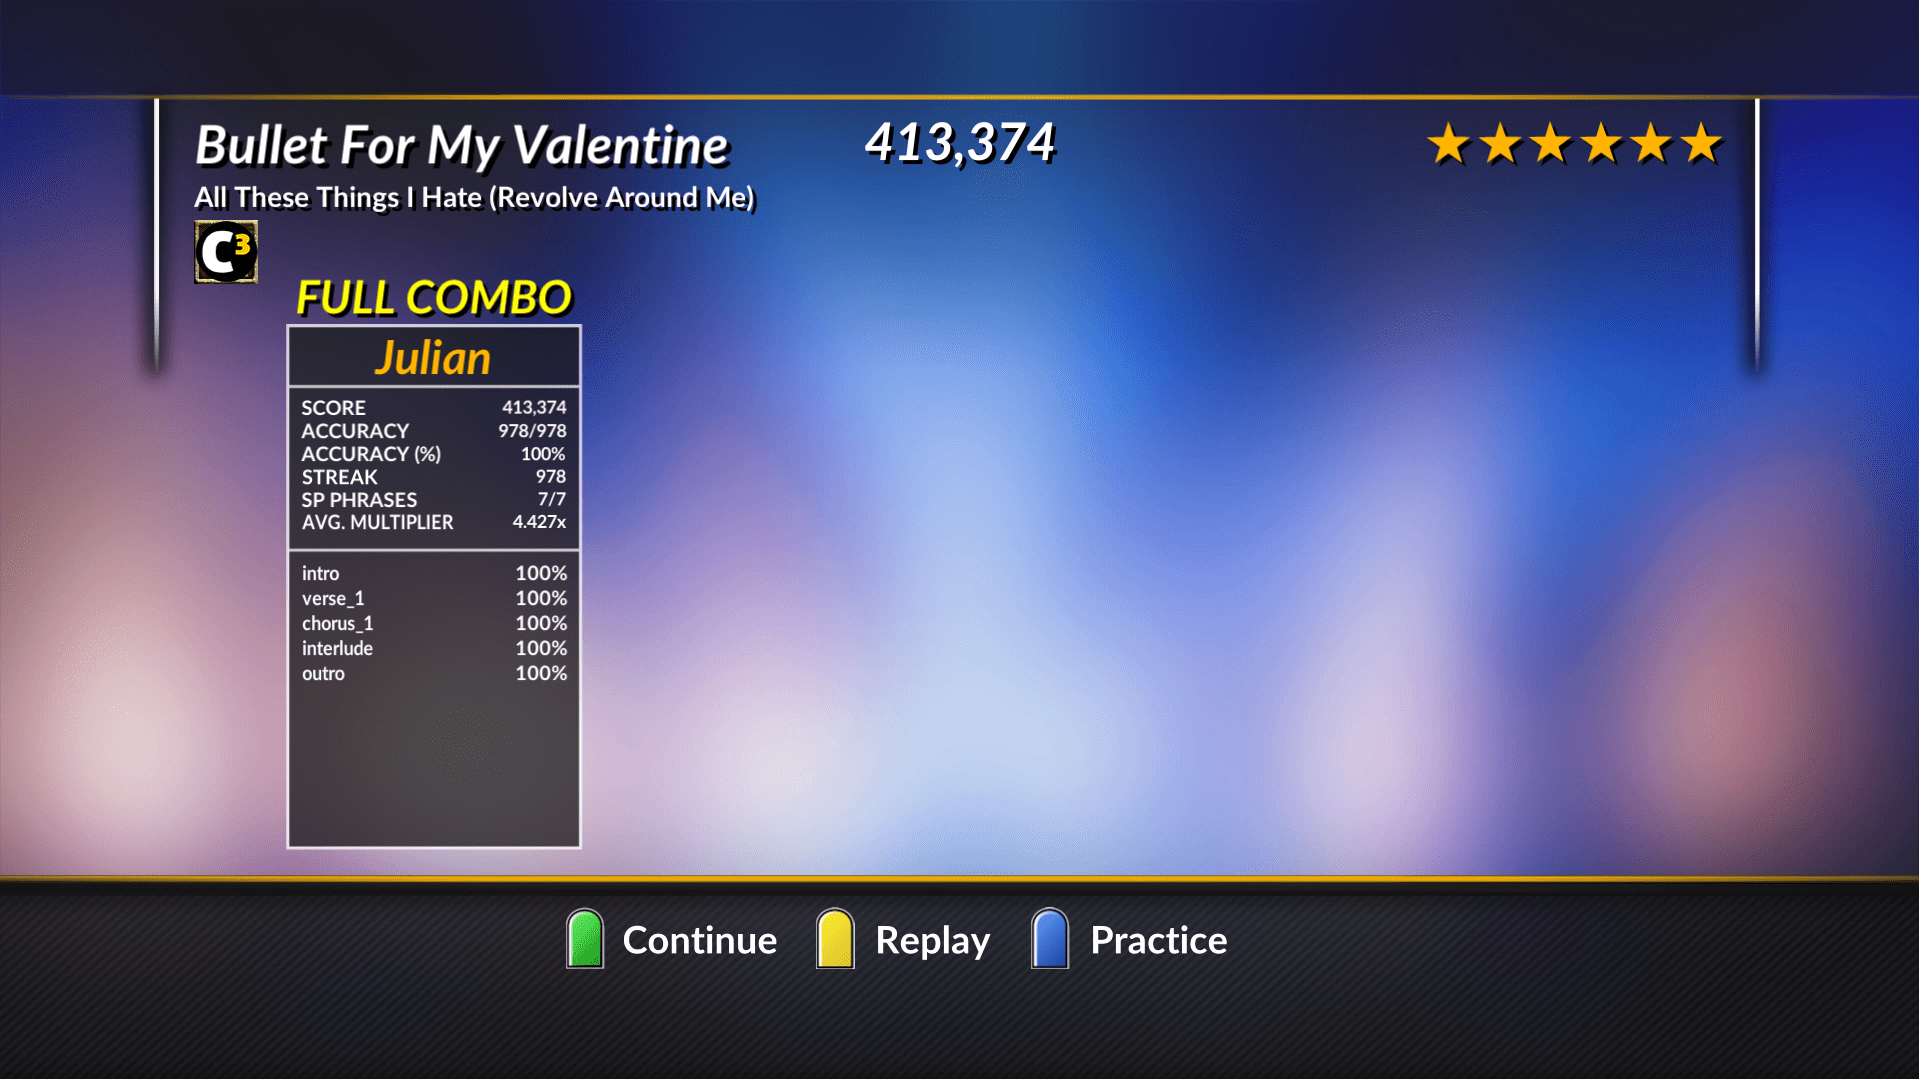 Bullet For My Valentine
413,374
All These Things I Hate (Revolve Around Me)
C3
FULL COMBO
Julian
SCORE 413,374
ACCURACY 978/978
ACCURACY (%) 100%
STREAK 978
SP PHRASES 7/7
AVG. MULTIPLIER 4.427x
intro 100%
verse_1 100%
chorus_1 100%
interlude 100%
outro 100%
Continue Replay Practice